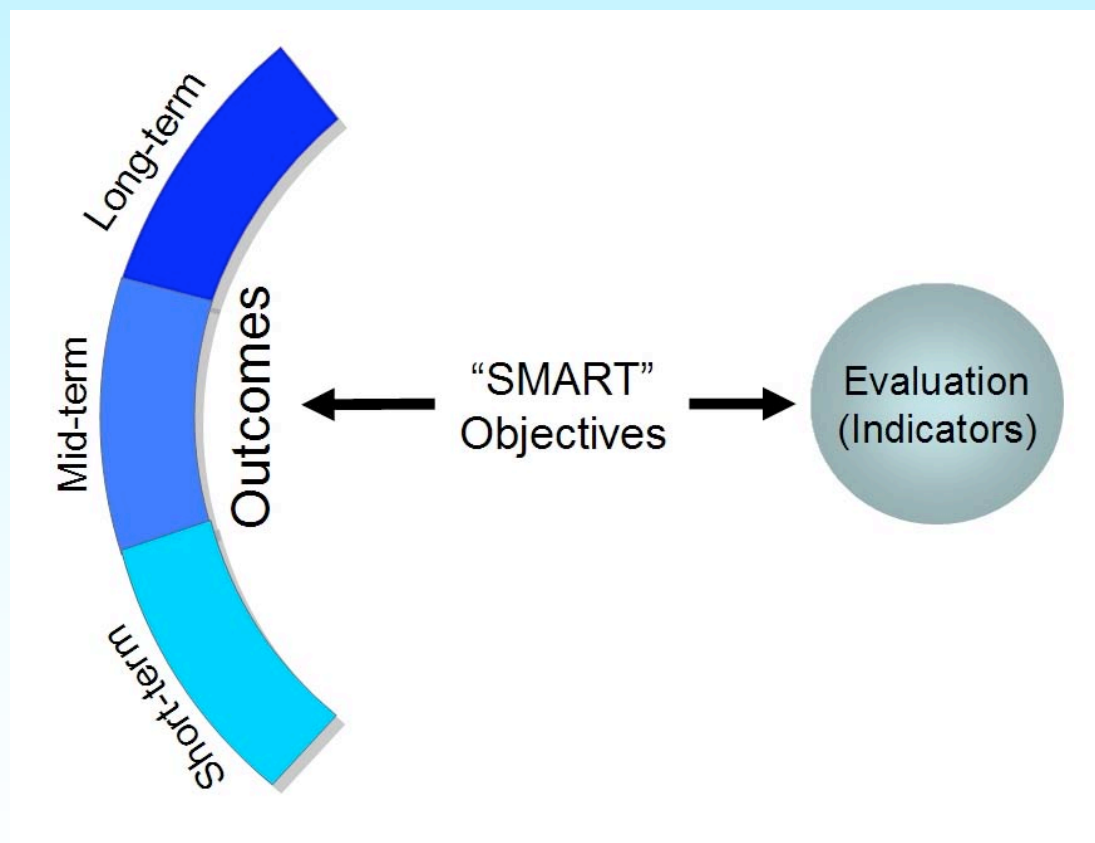 Long-term
Mid-term
Short-term
Outcomes
“SMART”
Objectives
Evaluation
(Indicators)